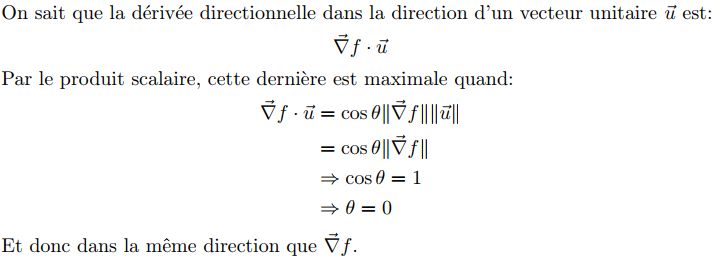 On sait que la dérivée directionnelle dans la direction d'un vecteur unitaire $\vec{u}$ est:
$\vec{\nabla} f \cdot \vec{u}$
Par le produit scalaire, cette dernière est maximale quand:
$\vec{\nabla} f \cdot \vec{u} = \cos\theta \|\vec{\nabla} f\| \|\vec{u}\|$
$= \cos\theta \|\vec{\nabla} f\|$
$\Rightarrow \cos\theta = 1$
$\Rightarrow \theta = 0$
Et donc dans la même direction que $\vec{\nabla} f$.